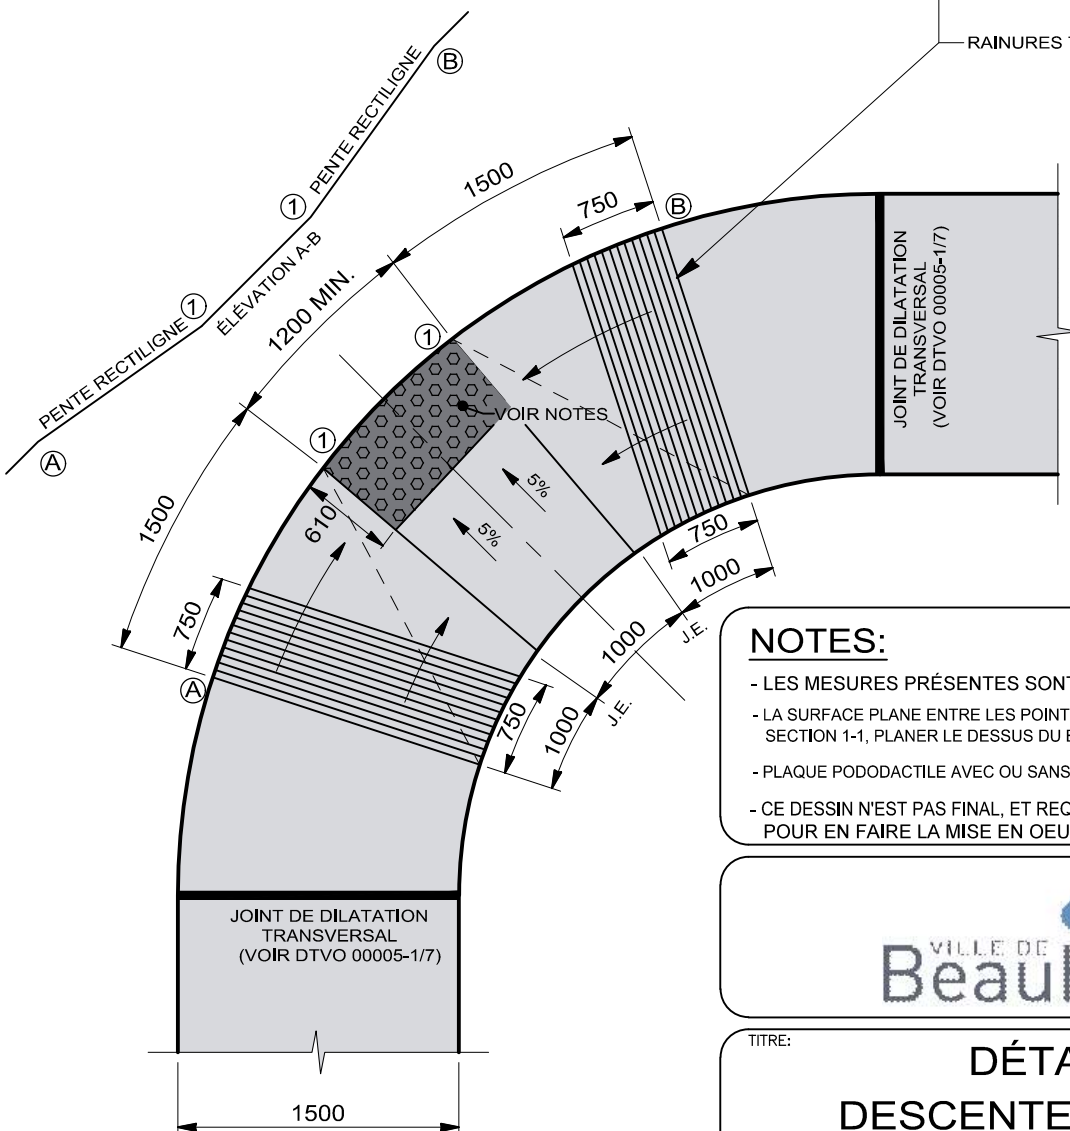 RAINURES
PENTE RECTILIGNE
B
1
ÉLÉVATION A-B
PENTE RECTILIGNE
1
A
1500
750
B
1200 MIN.
1
VOIR NOTES
1
610
5%
5%
1500
750
A
750
1000
J.E.
1000
J.E.
750
1000
JOINT DE DILATATION
TRANSVERSAL
(VOIR DTVO 00005-1/7)
JOINT DE DILATATION
TRANSVERSAL
(VOIR DTVO 00005-1/7)
1500
NOTES:
- LES MESURES PRÉSENTES SONT
- LA SURFACE PLANE ENTRE LES POINT
SECTION 1-1, PLANER LE DESSUS DU
- PLAQUE PODODACTILE AVEC OU SANS
- CE DESSIN N'EST PAS FINAL, ET REQ
POUR EN FAIRE LA MISE EN OEU
VILLE DE
Beau
TITRE:
DÉTA
DESCENTE